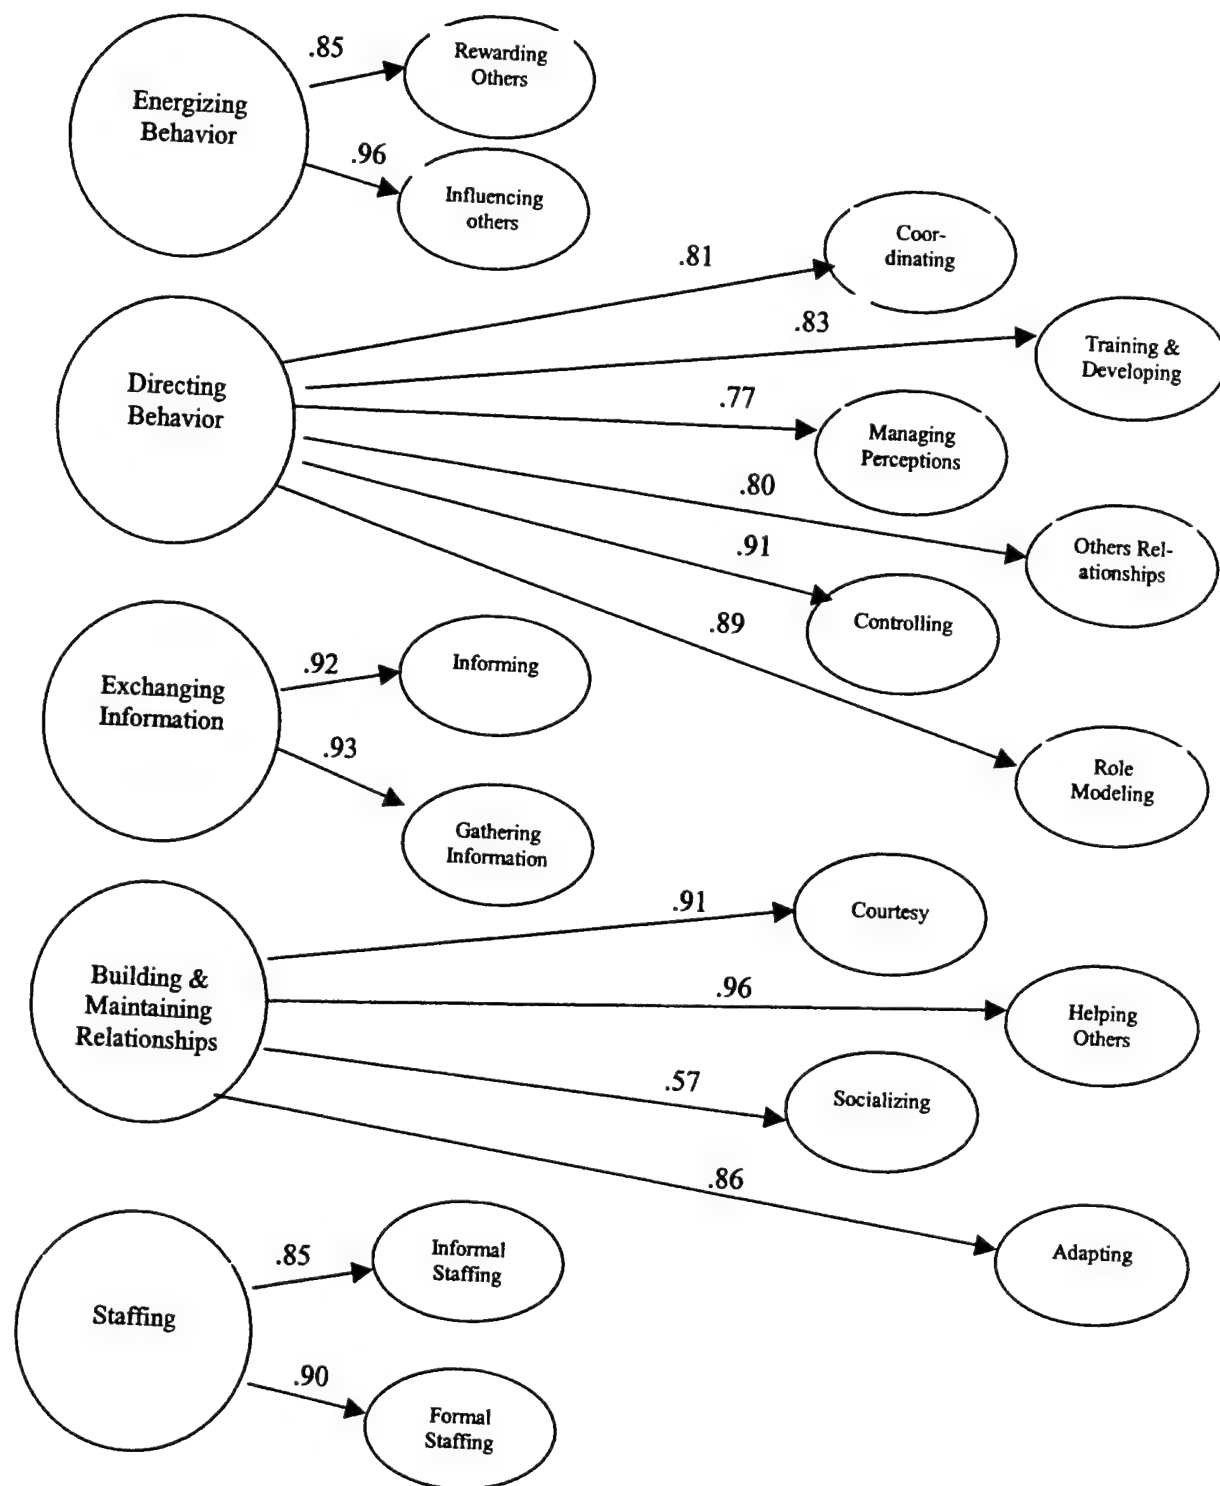 .85
Rewarding
Others
Energizing
Behavior
.96
Influencing
others
.81
Coor-
dinating
.83
Training &
Developing
Directing
Behavior
.77
Managing
Perceptions
.80
Others Rel-
ationships
.91
Controlling
.89
Role
Modeling
Exchanging
Information
.92
Informing
.93
Gathering
Information
Building &
Maintaining
Relationships
.91
Courtesy
.96
Helping
Others
.57
Socializing
.86
Adapting
Staffing
.85
Informal
Staffing
.90
Formal
Staffing